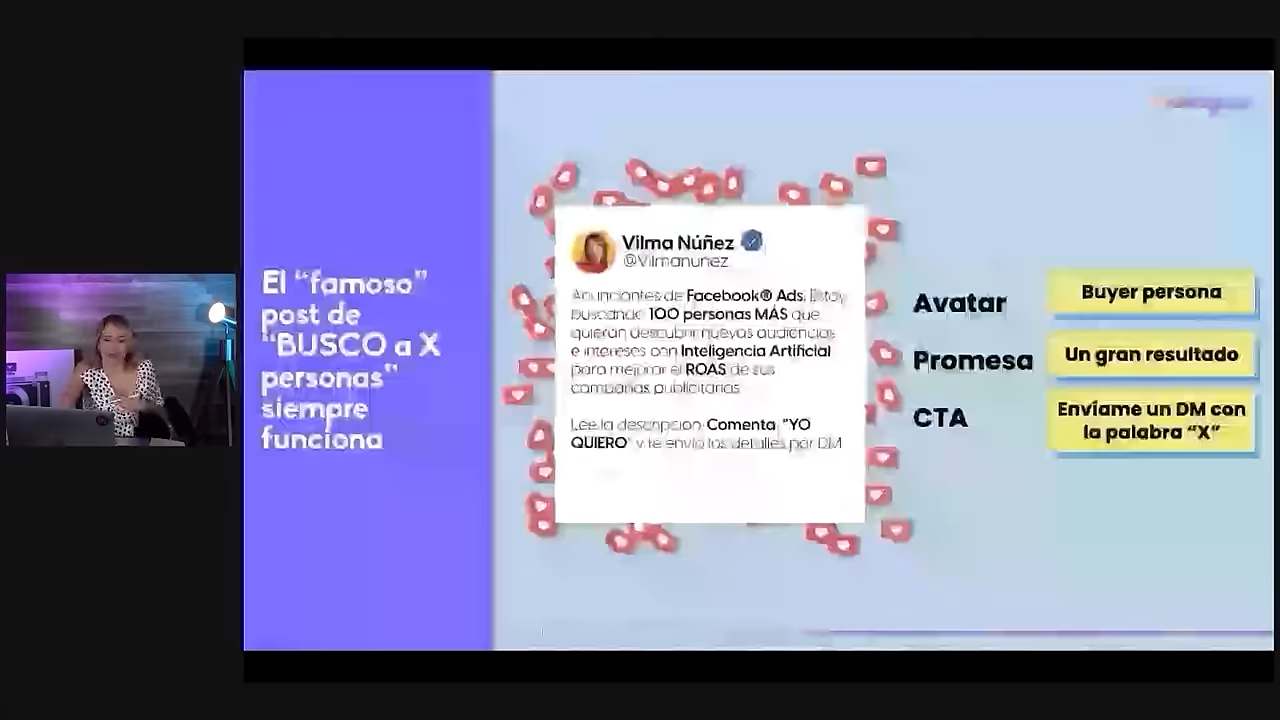 El “famoso”
post de
“BUSCO a X
personas”
siempre
funciona
Vilma Núñez
@Vilmanunez
Anunciantes de Facebook® Ads. Estoy
buscando 100 personas MÁS que
quieran descubrir nuevas audiencias
e intereses con Inteligencia Artificial
para mejorar el ROAS de sus
campañas publicitarias
Lee la descripción. Comenta "YO
QUIERO" y te envío los detalles por DM
Avatar
Buyer persona
Promesa
Un gran resultado
CTA
Envíame un DM con
la palabra “X”